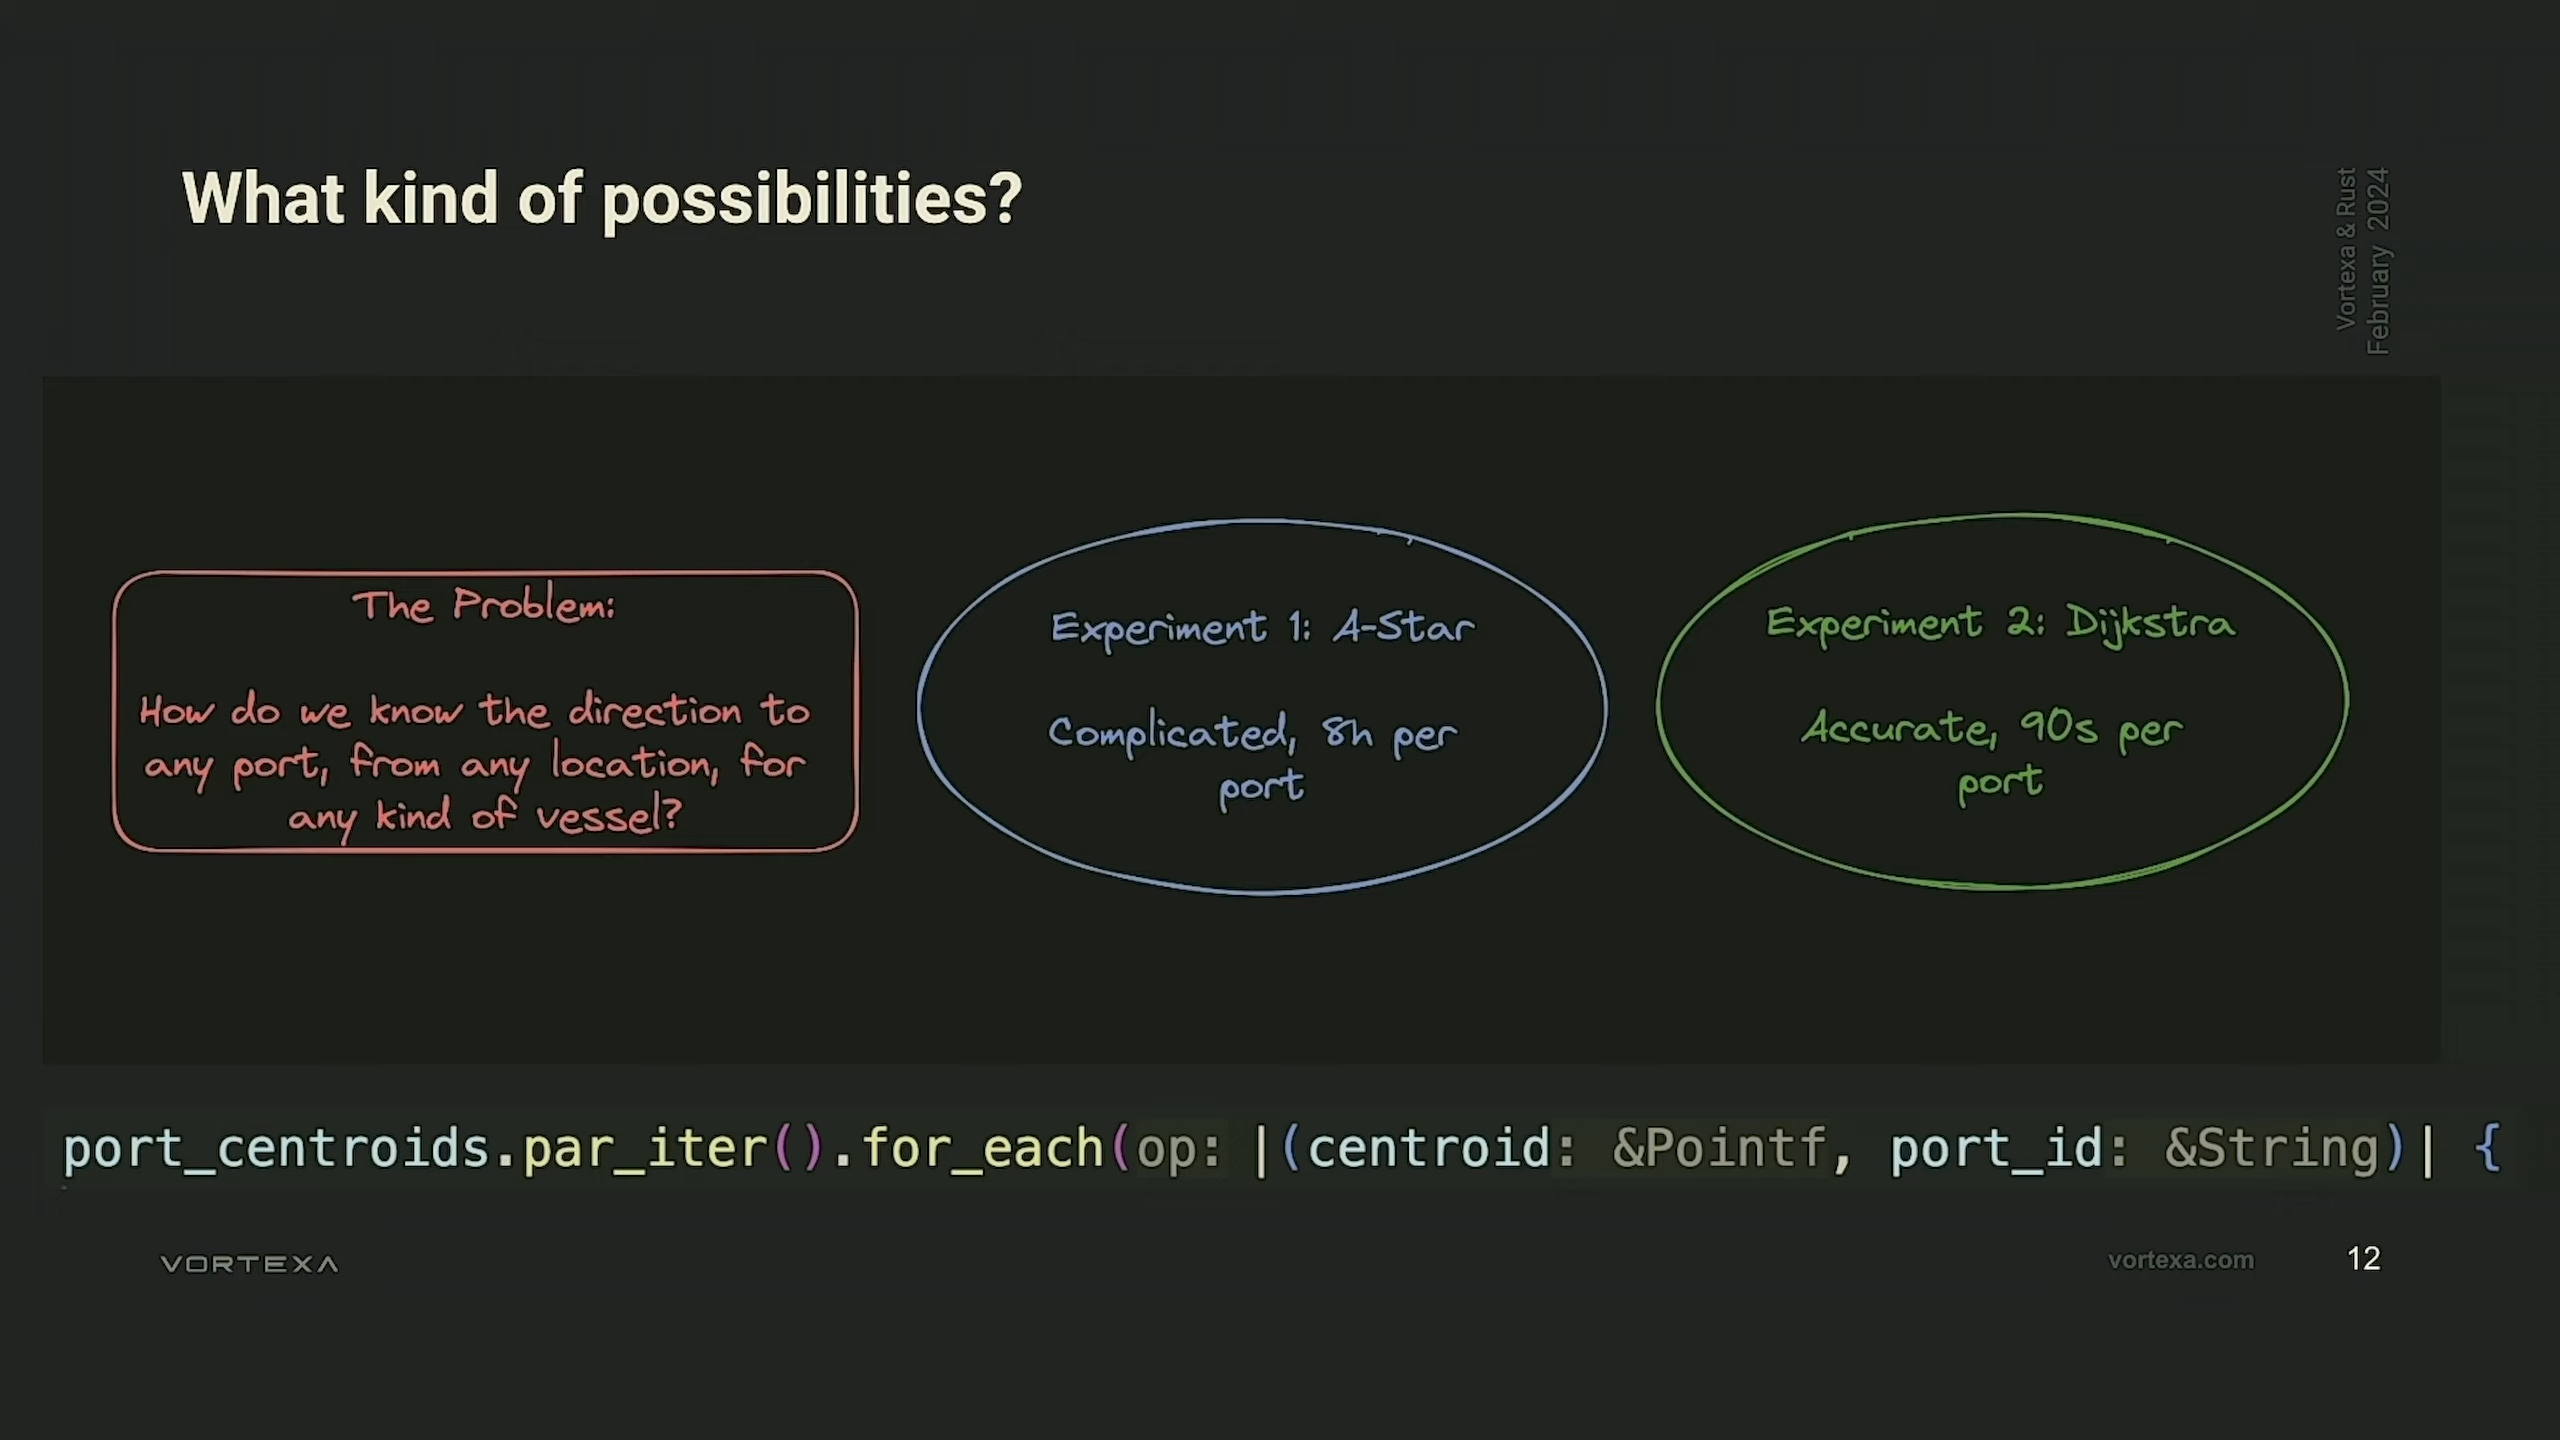 What kind of possibilities?
Vortexa & Rust
February 2024
The Problem:
How do we know the direction to
any port, from any location, for
any kind of vessel?
Experiment 1: A-Star
Complicated, 8h per
port
Experiment 2: Dijkstra
Accurate, 90s per
port
port_centroids.par_iter().for_each(op: |(centroid: &Pointf, port_id: &String)| {
VORTEXA
vortexa.com
12